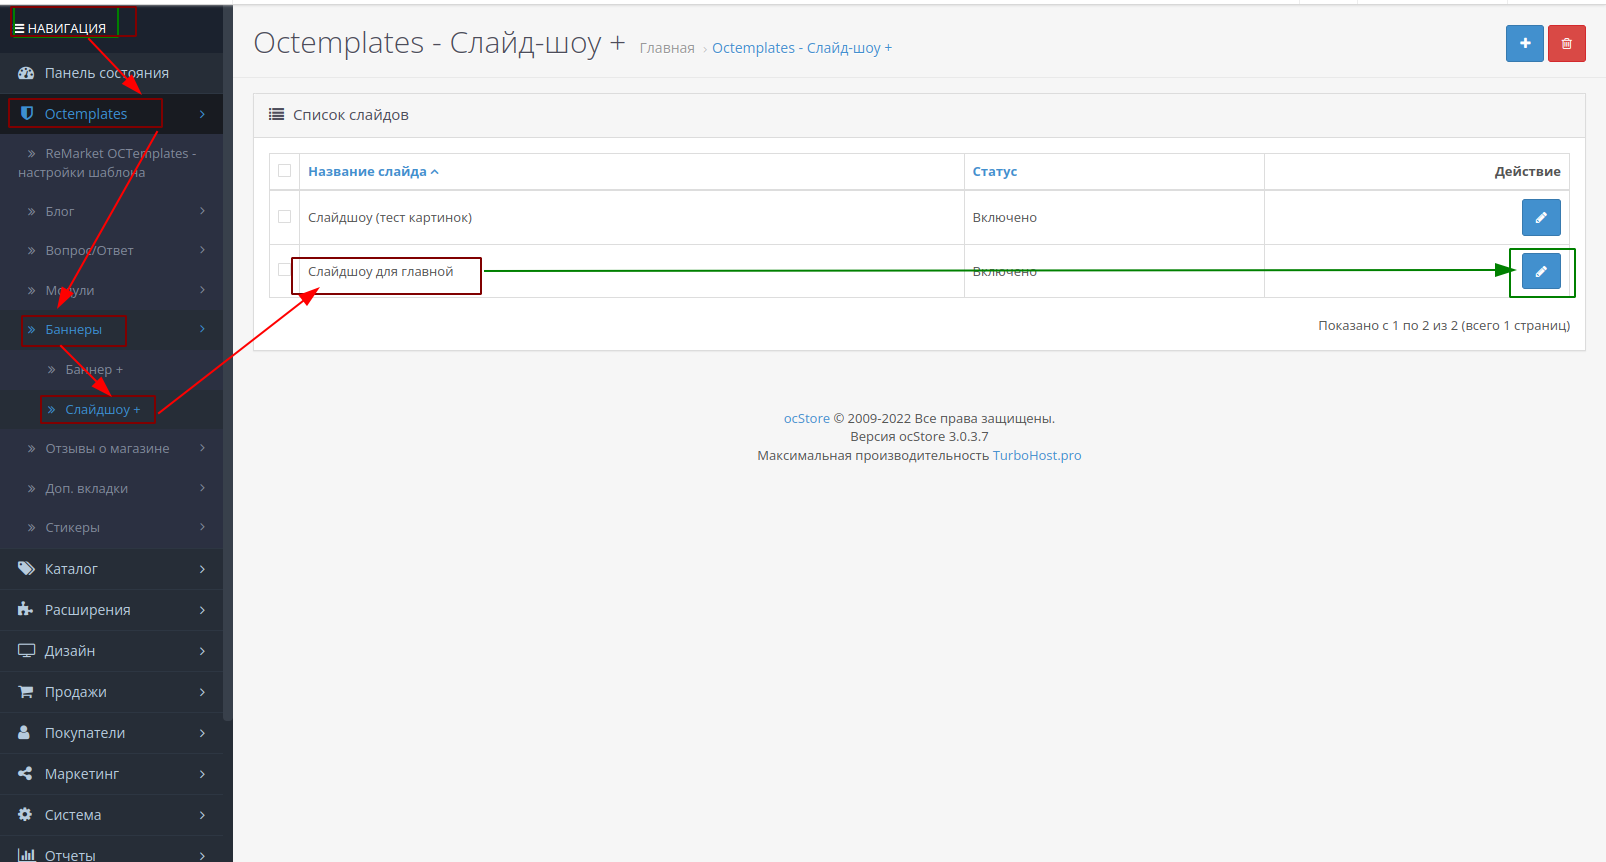 НАВИГАЦИЯ
Панель состояния
Octemplates
ReMarket OCTemplates -
настройки шаблона
Блог
Вопрос/Ответ
Модули
Баннеры
Баннер +
Слайдшоу +
Отзывы о магазине
Доп. вкладки
Стикеры
Каталог
Расширения
Дизайн
Продажи
Покупатели
Маркетинг
Система
Отчеты
Octemplates - Слайд-шоу + Главная › Octemplates - Слайд-шоу +
Список слайдов
Название слайда Статус Действие
Слайдшоу (тест картинок) Включено
Слайдшоу для главной Включено
Показано с 1 по 2 из 2 (всего 1 страниц)
ocStore © 2009-2022 Все права защищены.
Версия ocStore 3.0.3.7
Максимальная производительность TurboHost.pro